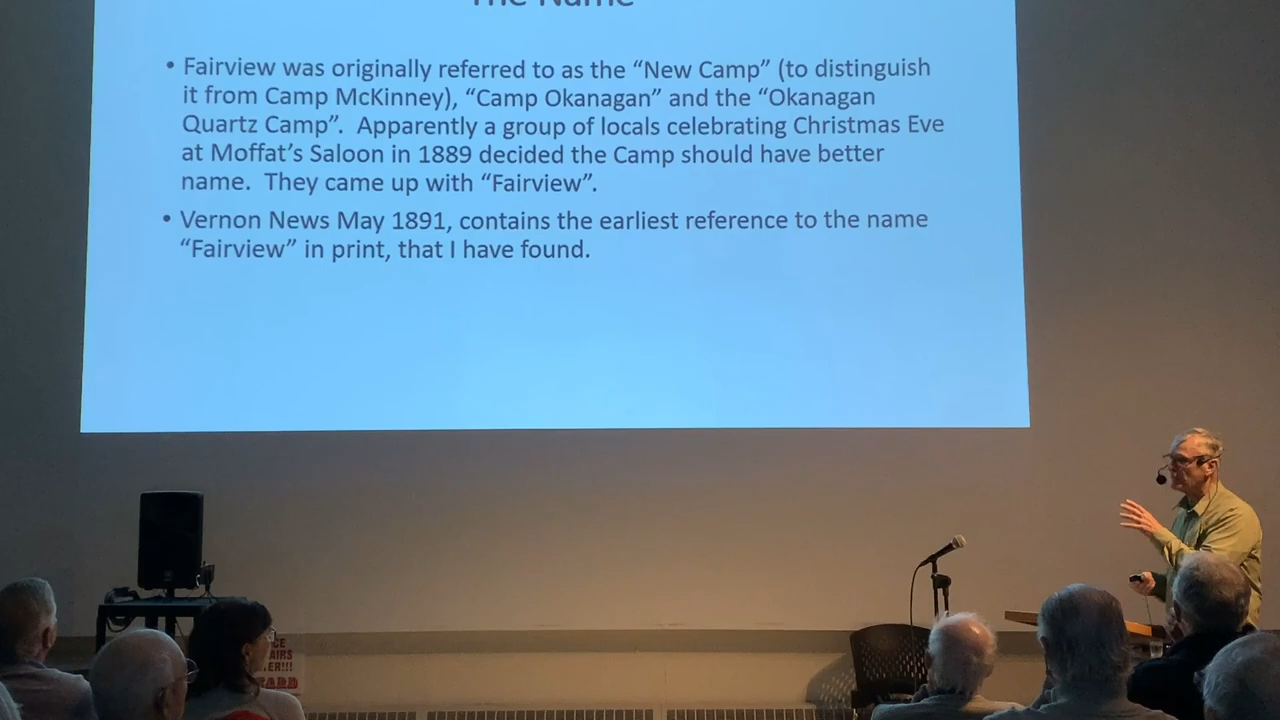 The Name
• Fairview was originally referred to as the “New Camp” (to distinguish
it from Camp McKinney), “Camp Okanagan” and the “Okanagan
Quartz Camp”.  Apparently a group of locals celebrating Christmas Eve
at Moffat’s Saloon in 1889 decided the Camp should have better
name.  They came up with “Fairview”.
• Vernon News May 1891, contains the earliest reference to the name
“Fairview” in print, that I have found.